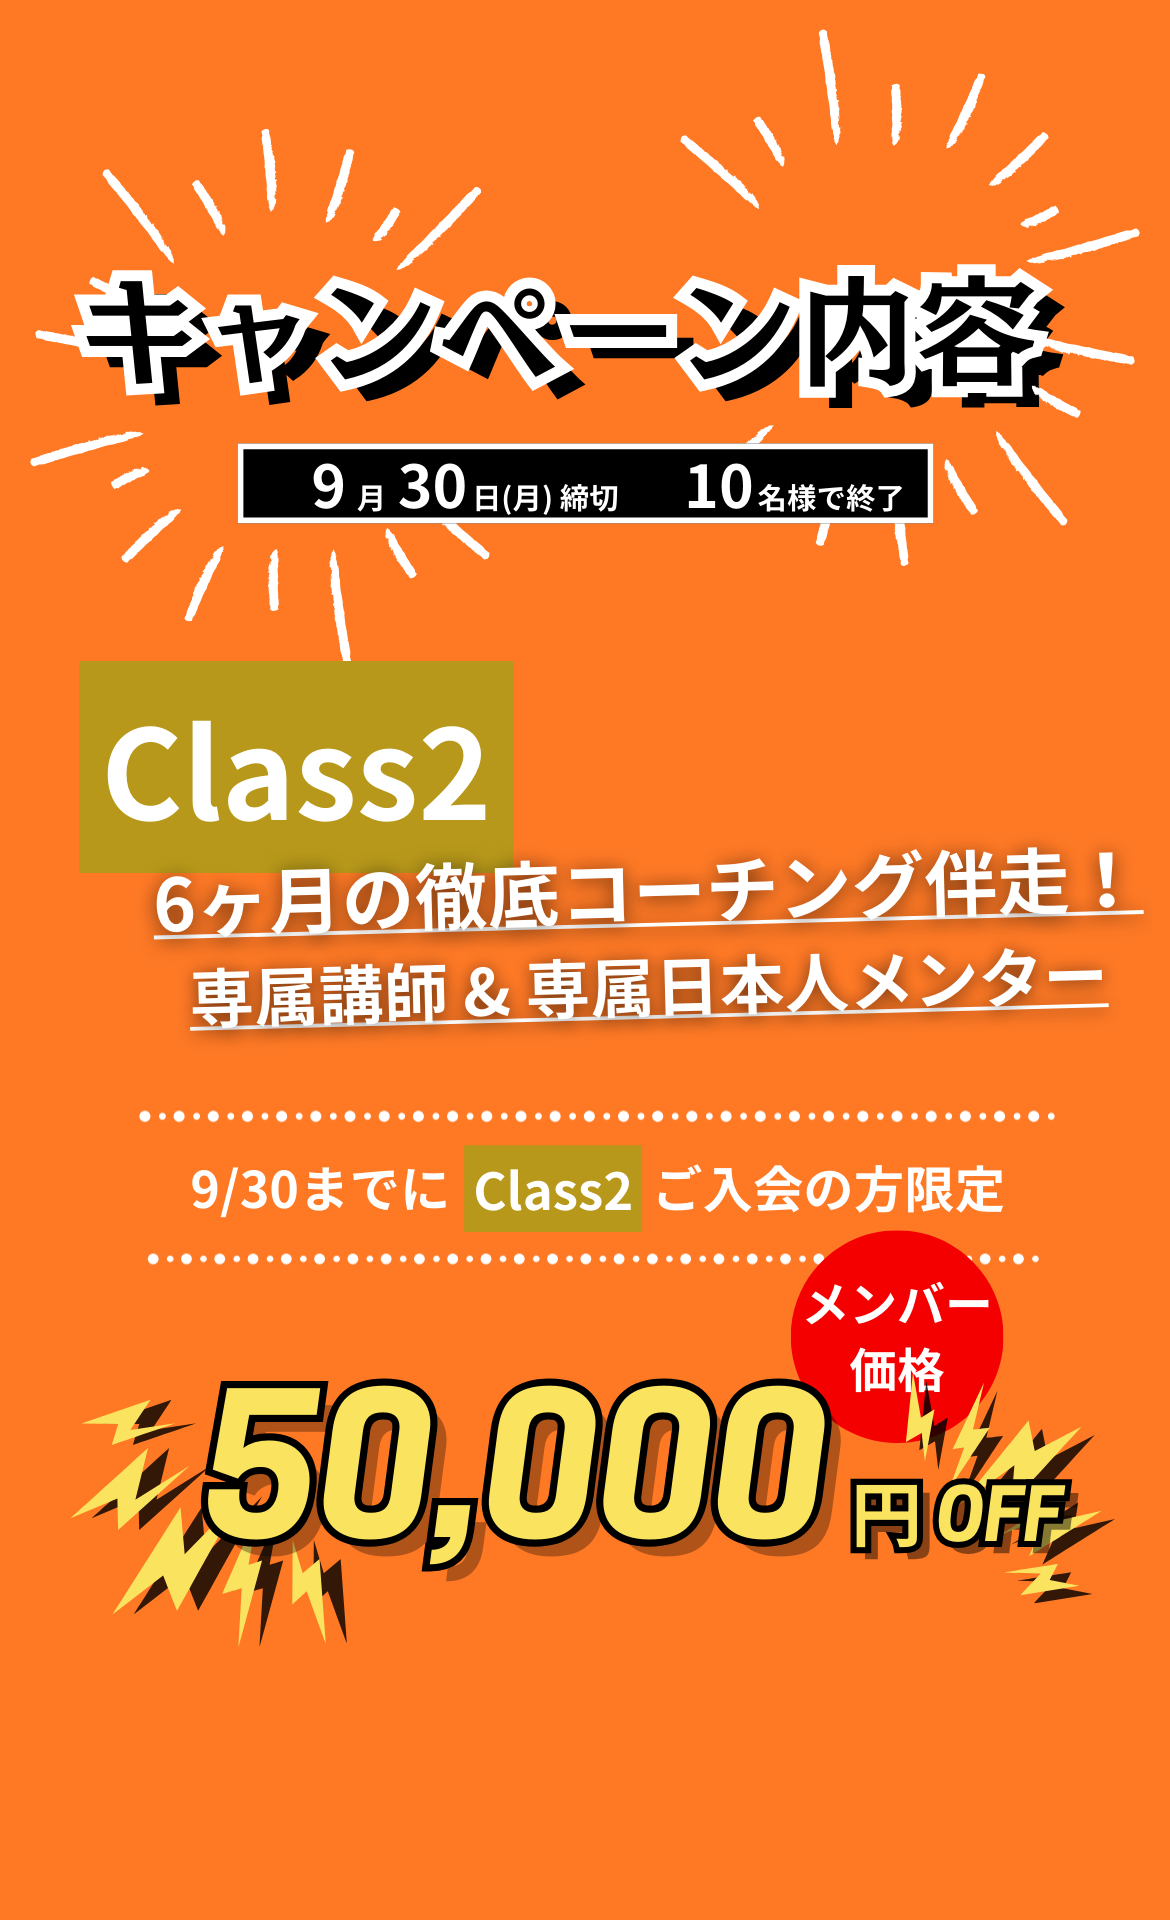 キャンペーン内容
9月30日(月)締切 10名様で終了
Class2
6ヶ月の徹底コーチング伴走！
専属講師 & 専属日本人メンター
9/30までに Class2 ご入会の方限定
メンバー
価格
50,000円OFF